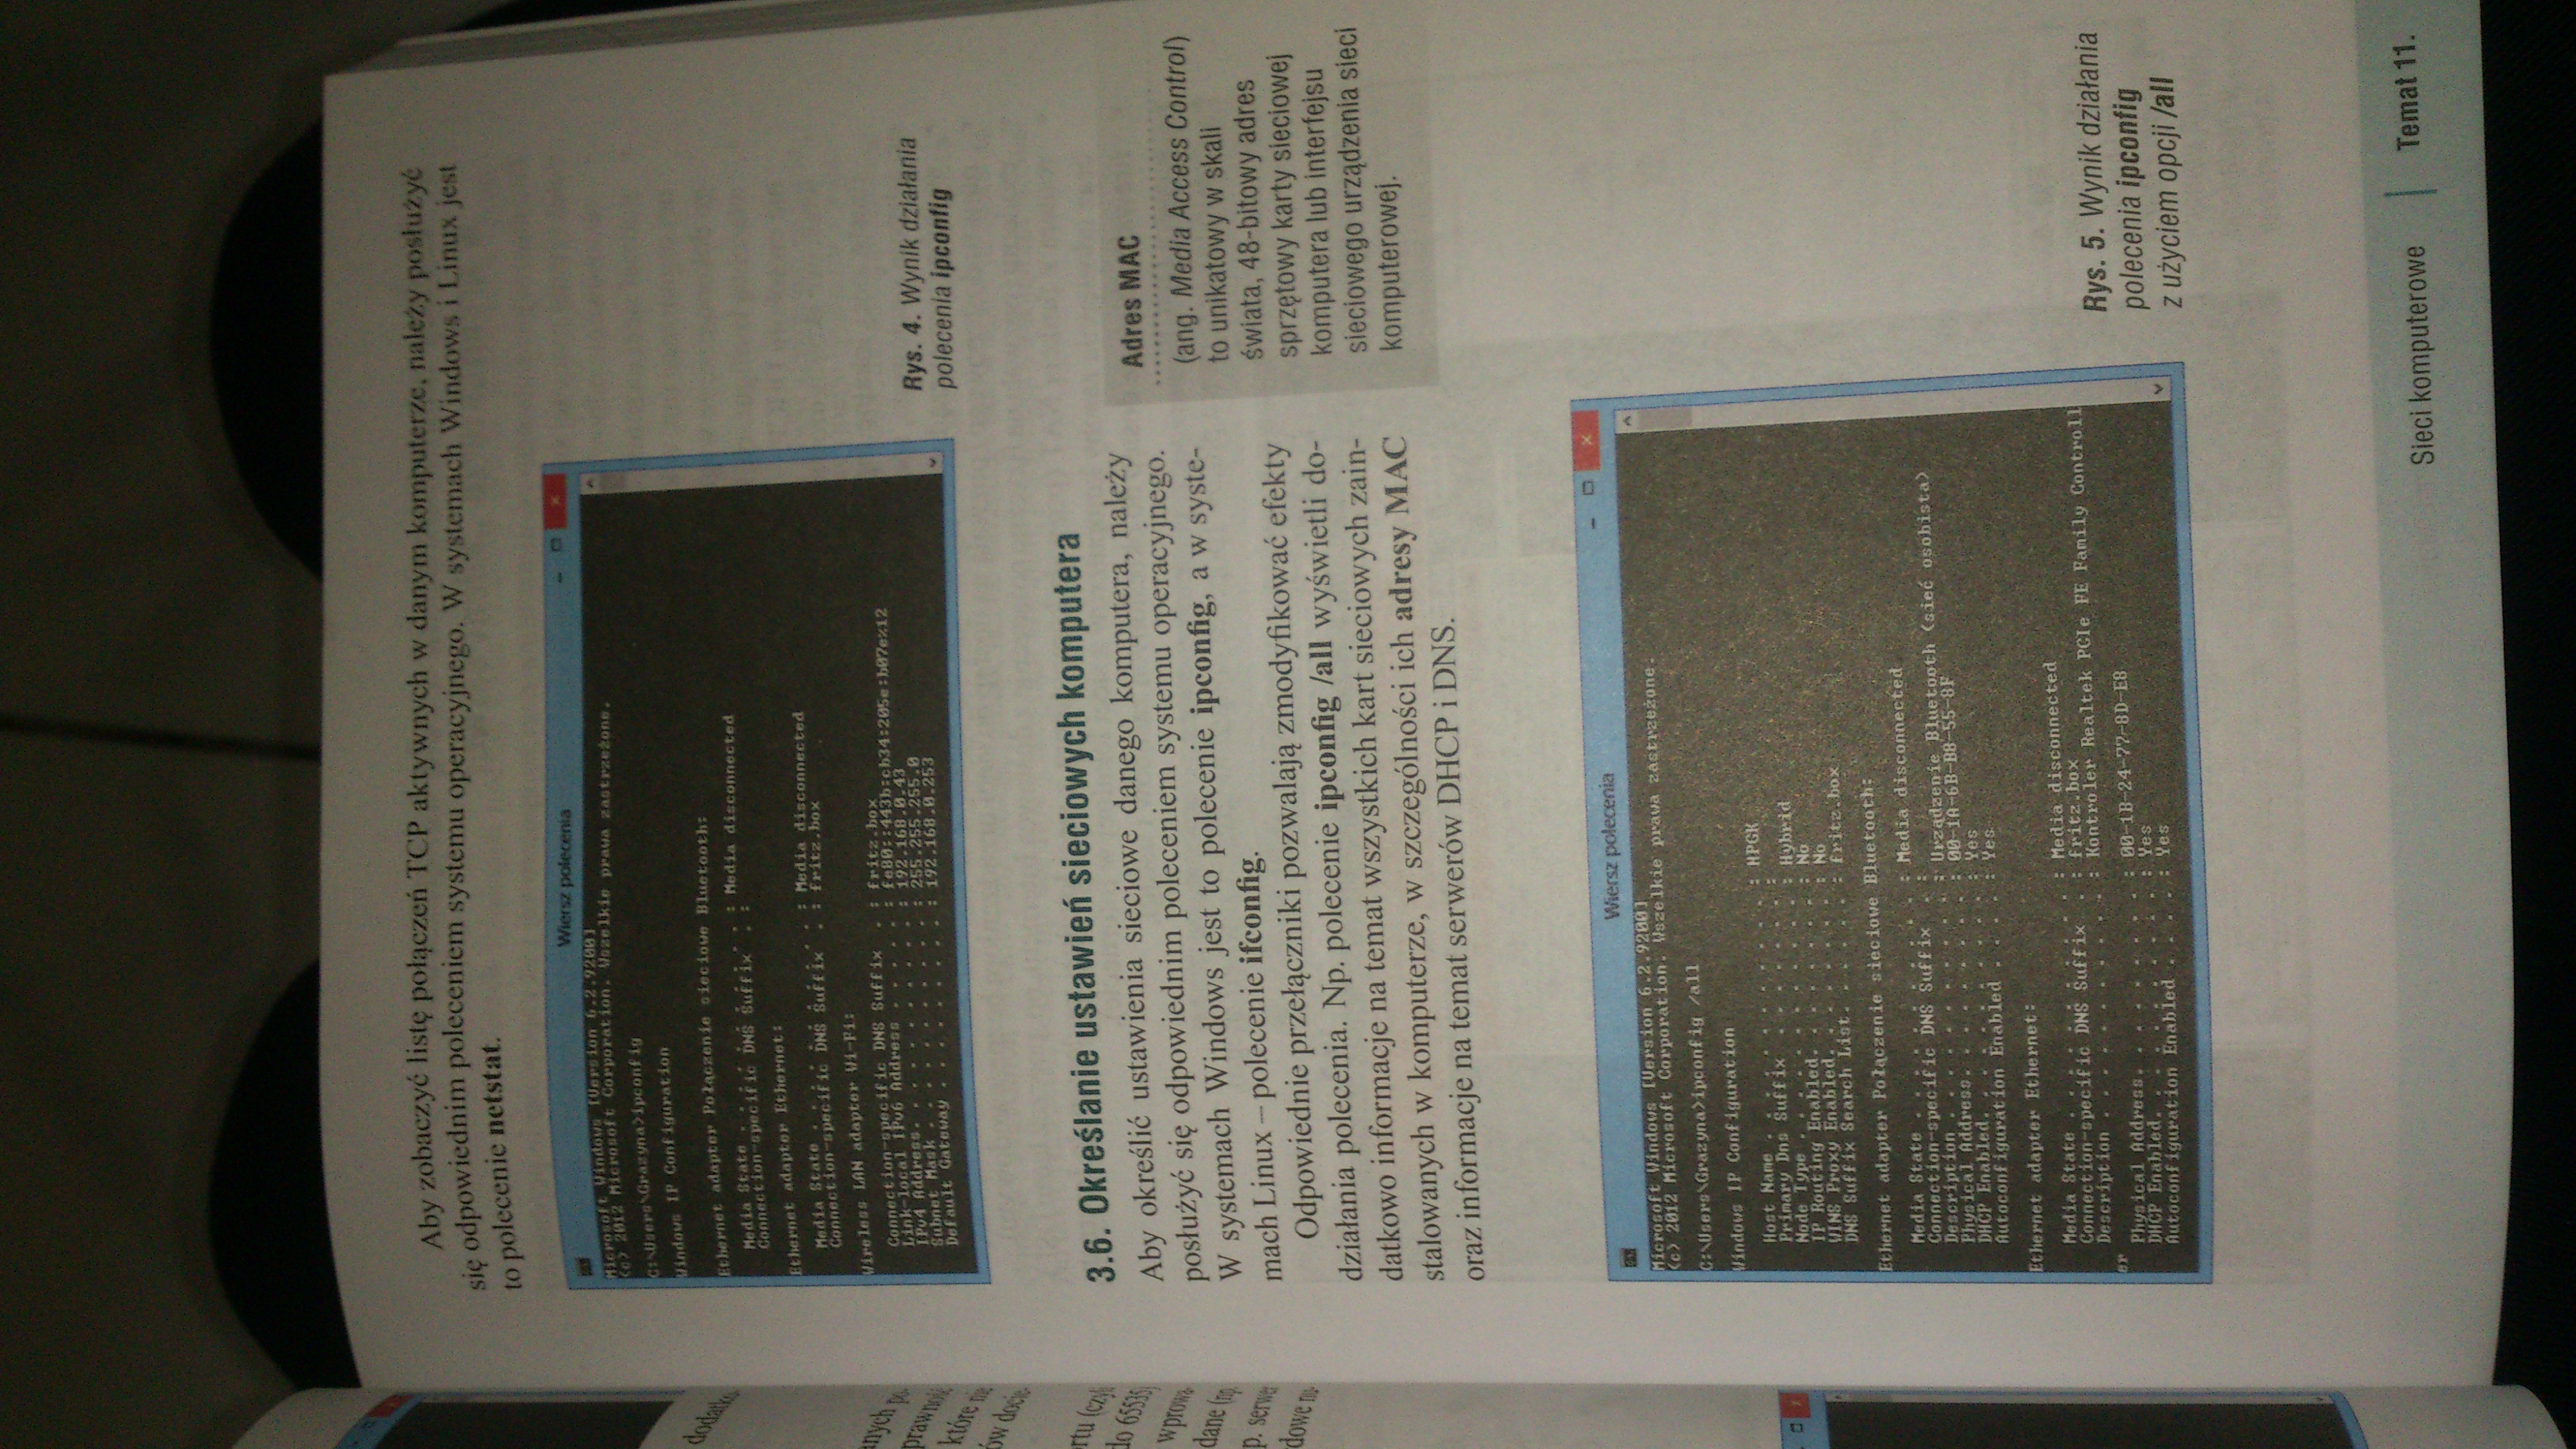 Aby zobaczyć listę połączeń TCP aktywnych w danym komputerze, należy posłużyć
się odpowiednim poleceniem systemu operacyjnego. W systemach Windows i Linux jest
to polecenie netstat.
Wiersz polecenia
Microsoft Windows [Version 6.2.9200]
(c) 2012 Microsoft Corporation. Wszelkie prawa zastrzeżone.
C:\Users\Grazyna>ipconfig
Windows IP Configuration
Ethernet adapter Połączenie sieciowe Bluetooth:
Media State . . . . . . . . . . . : Media disconnected
Connection-specific DNS Suffix . :
Ethernet adapter Ethernet:
Media State . . . . . . . . . . . : Media disconnected
Connection-specific DNS Suffix . : fritz.box
Wireless LAN adapter Wi-Fi:
Connection-specific DNS Suffix . : fritz.box
Link-local IPv6 Address . . . . . : fe80::443b:cb34:205e:b07e%12
IPv4 Address. . . . . . . . . . . : 192.168.0.43
Subnet Mask . . . . . . . . . . . : 255.255.255.0
Default Gateway . . . . . . . . . : 192.168.0.253
Rys. 4. Wynik działania
polecenia ipconfig
3.6. Określanie ustawień sieciowych komputera
Aby określić ustawienia sieciowe danego komputera, należy
posłużyć się odpowiednim poleceniem systemu operacyjnego.
W systemach Windows jest to polecenie ipconfig, a w syste-
mach Linux – polecenie ifconfig.
Odpowiednie przełączniki pozwalają zmodyfikować efekty
działania polecenia. Np. polecenie ipconfig /all wyświetli do-
datkowo informacje na temat wszystkich kart sieciowych zain-
stalowanych w komputerze, w szczególności ich adresy MAC
oraz informacje na temat serwerów DHCP i DNS.
Adres MAC
(ang. Media Access Control)
to unikatowy w skali
świata, 48-bitowy adres
sprzętowy karty sieciowej
komputera lub interfejsu
sieciowego urządzenia sieci
komputerowej.
Wiersz polecenia
Microsoft Windows [Version 6.2.9200]
(c) 2012 Microsoft Corporation. Wszelkie prawa zastrzeżone.
C:\Users\Grazyna>ipconfig /all
Windows IP Configuration
Host Name . . . . . . . . . . . . : HPGK
Primary Dns Suffix . . . . . . . :
Node Type . . . . . . . . . . . . : Hybrid
IP Routing Enabled. . . . . . . . : No
WINS Proxy Enabled. . . . . . . . : No
DNS Suffix Search List. . . . . . : fritz.box
Ethernet adapter Połączenie sieciowe Bluetooth:
Media State . . . . . . . . . . . : Media disconnected
Connection-specific DNS Suffix . :
Description . . . . . . . . . . . : Urządzenie Bluetooth (sieć osobista)
Physical Address. . . . . . . . . : 00-1A-6B-B8-55-8F
DHCP Enabled. . . . . . . . . . . : Yes
Autoconfiguration Enabled . . . . : Yes
Ethernet adapter Ethernet:
Media State . . . . . . . . . . . : Media disconnected
Connection-specific DNS Suffix . : fritz.box
Description . . . . . . . . . . . : Kontroler Realtek PCIe FE Family Controll
er
Physical Address. . . . . . . . . : 00-1B-24-77-8D-E8
DHCP Enabled. . . . . . . . . . . : Yes
Autoconfiguration Enabled . . . . : Yes
Rys. 5. Wynik działania
polecenia ipconfig
z użyciem opcji /all
Sieci komputerowe | Temat 11.